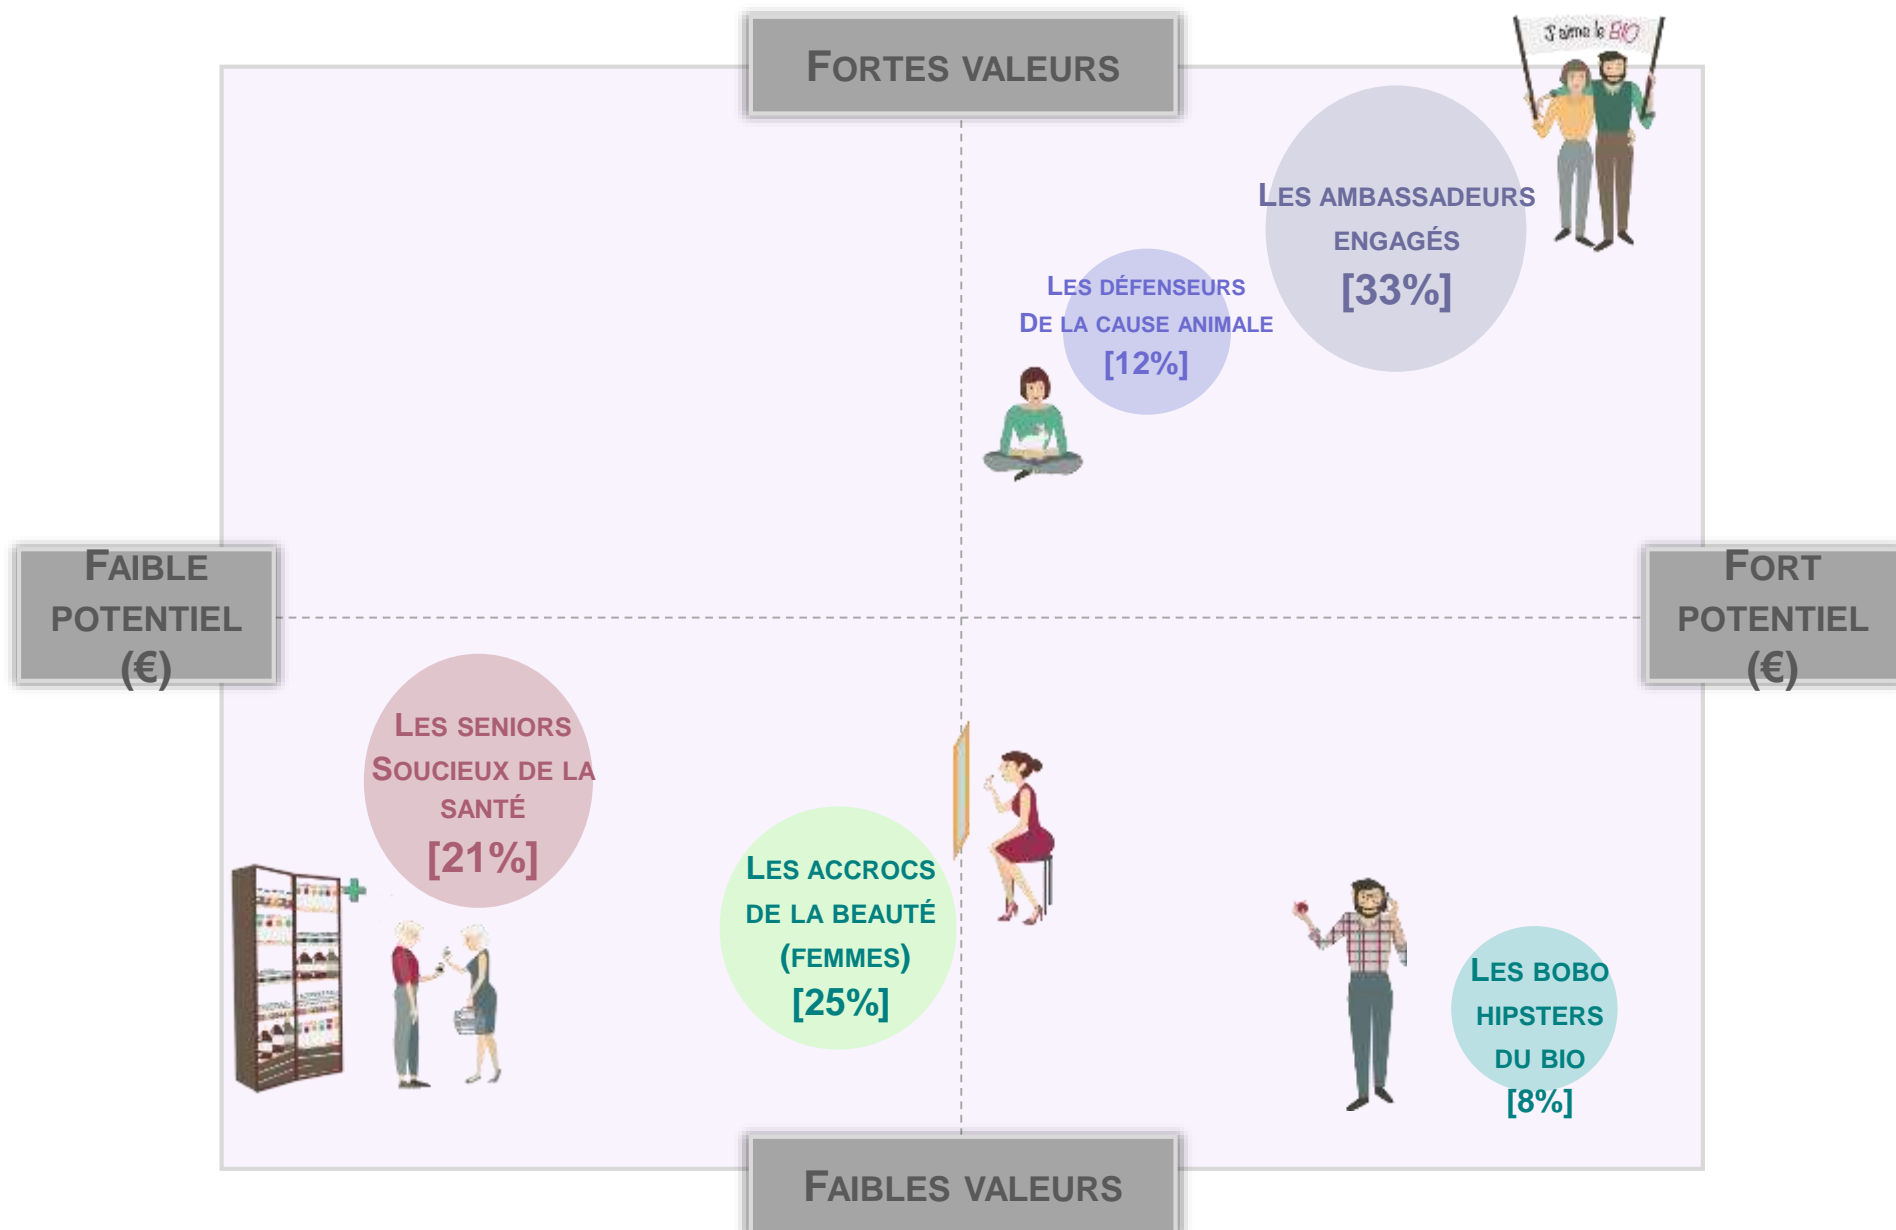 J'aime le BIO
FORTES VALEURS
LES AMBASSADEURS
ENGAGÉS
[33%]
LES DÉFENSEURS
DE LA CAUSE ANIMALE
[12%]
FAIBLE
POTENTIEL
(€)
FORT
POTENTIEL
(€)
LES SENIORS
SOUCIEUX DE LA
SANTÉ
[21%]
LES ACCROCS
DE LA BEAUTÉ
(FEMMES)
[25%]
LES BOBO
HIPSTERS
DU BIO
[8%]
FAIBLES VALEURS